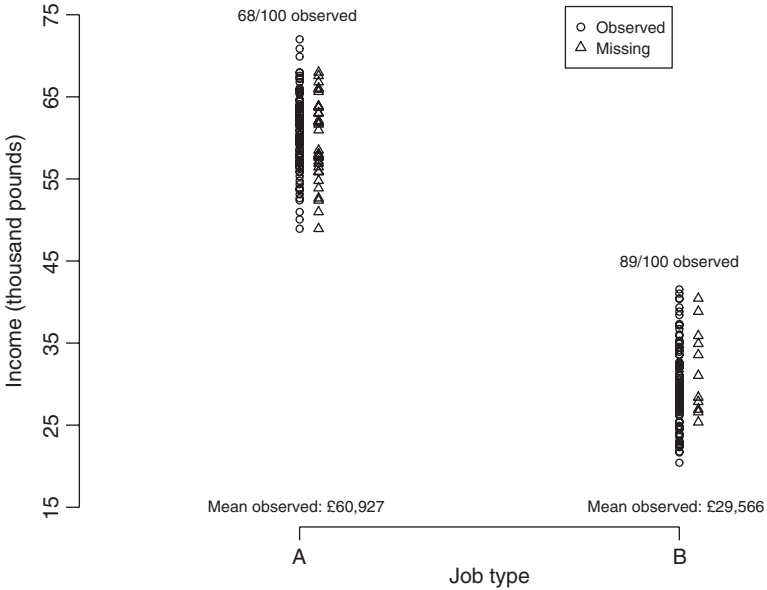 75
68/100 observed
Observed
Missing
65
55
45
89/100 observed
35
25
15
Income (thousand pounds)
Mean observed: £60,927
Mean observed: £29,566
A
B
Job type